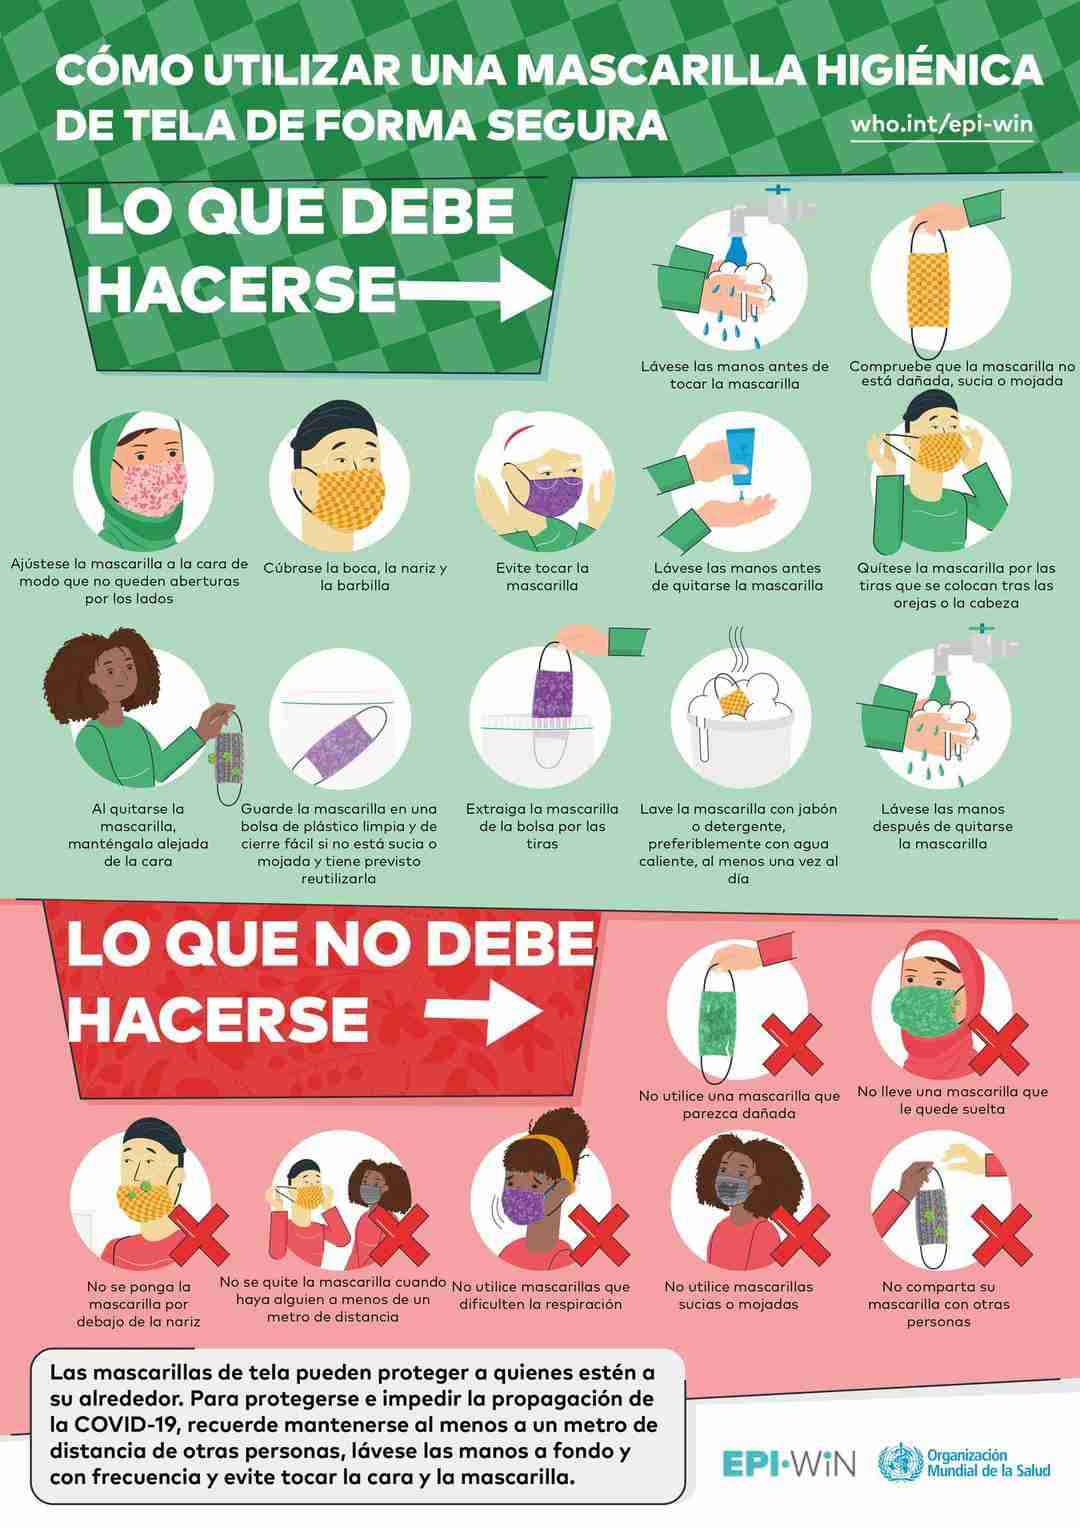 CÓMO UTILIZAR UNA MASCARILLA HIGIÉNICA
DE TELA DE FORMA SEGURA
who.int/epi-win
LO QUE DEBE
HACERSE
Lávese las manos antes de
tocar la mascarilla
Compruebe que la mascarilla no
está dañada, sucia o mojada
Ajústese la mascarilla a la cara de
modo que no queden aberturas
por los lados
Cúbrase la boca, la nariz y
la barbilla
Evite tocar la
mascarilla
Lávese las manos antes
de quitarse la mascarilla
Quítese la mascarilla por las
tiras que se colocan tras las
orejas o la cabeza
Al quitarse la
mascarilla,
manténgala alejada
de la cara
Guarde la mascarilla en una
bolsa de plástico limpia y de
cierre fácil si no está sucia o
mojada y tiene previsto
reutilizarla
Extraiga la mascarilla
de la bolsa por las
tiras
Lave la mascarilla con jabón
o detergente,
preferiblemente con agua
caliente, al menos una vez al
día
Lávese las manos
después de quitarse
la mascarilla
LO QUE NO DEBE
HACERSE
No utilice una mascarilla que
parezca dañada
No lleve una mascarilla que
le quede suelta
No se ponga la
mascarilla por
debajo de la nariz
No se quite la mascarilla cuando
haya alguien a menos de un
metro de distancia
No utilice mascarillas que
dificulten la respiración
No utilice mascarillas
sucias o mojadas
No comparta su
mascarilla con otras
personas
Las mascarillas de tela pueden proteger a quienes estén a
su alrededor. Para protegerse e impedir la propagación de
la COVID-19, recuerde mantenerse al menos a un metro de
distancia de otras personas, lávese las manos a fondo y
con frecuencia y evite tocar la cara y la mascarilla.
EPI·WiN
Organización
Mundial de la Salud